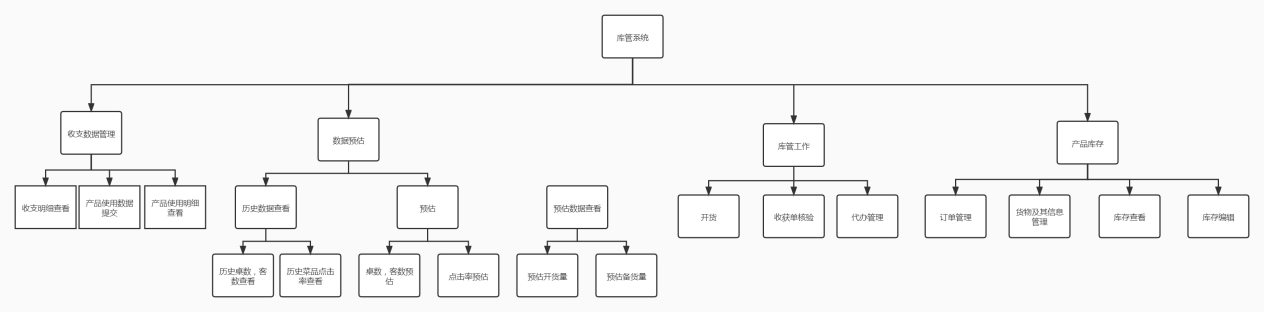 库管系统
收支数据管理
数据预估
库管工作
产品库存
收支明细查看
产品使用数据
提交
产品使用明细
查看
历史数据查看
预估
预估数据查看
开货
收获单核验
代办管理
订单管理
货物及其信息
管理
库存查看
库存编辑
历史桌数，客
数查看
历史菜品点击
率查看
桌数，客数预
估
点击率预估
预估开货量
预估备货量